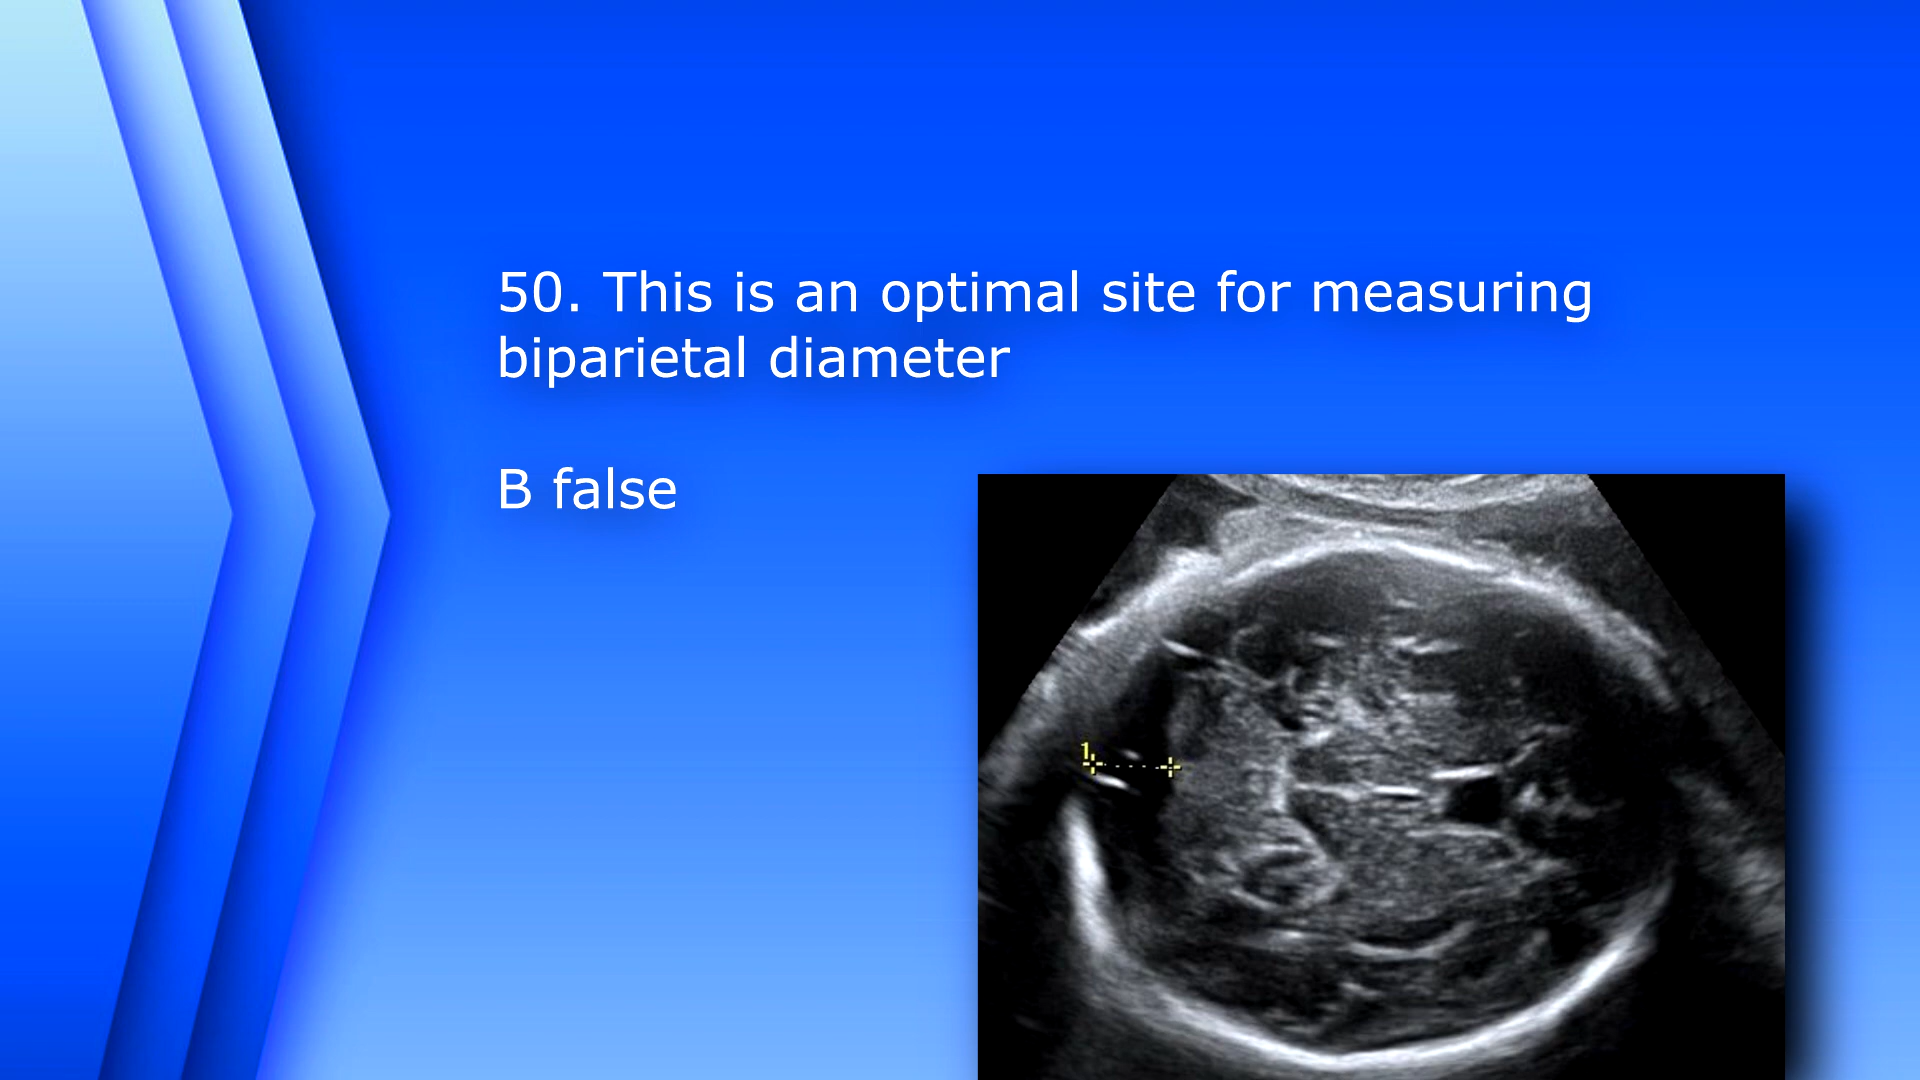 50. This is an optimal site for measuring
biparietal diameter
B false
1